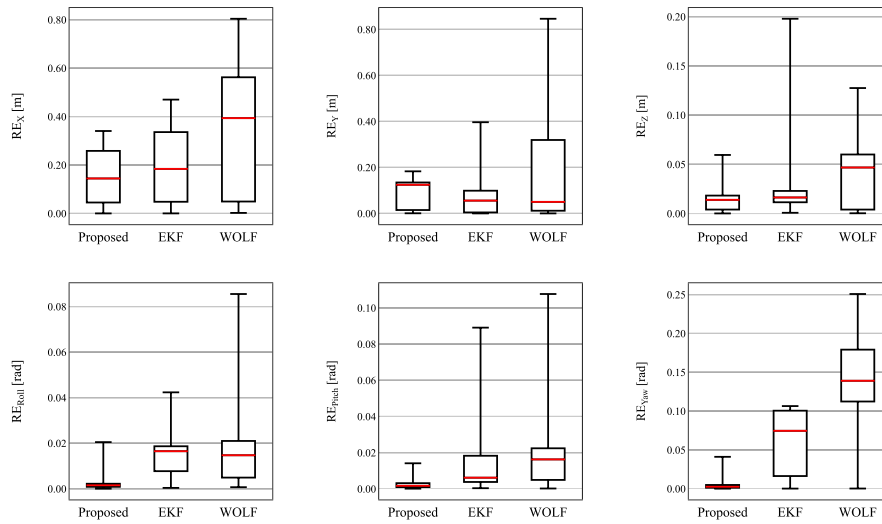 RE_X [m]
0.80
0.60
0.40
0.20
0.00
Proposed EKF WOLF
RE_Y [m]
0.80
0.60
0.40
0.20
0.00
Proposed EKF WOLF
RE_Z [m]
0.20
0.15
0.10
0.05
0.00
Proposed EKF WOLF
RE_Roll [rad]
0.08
0.06
0.04
0.02
0.00
Proposed EKF WOLF
RE_Pitch [rad]
0.10
0.08
0.06
0.04
0.02
0.00
Proposed EKF WOLF
RE_Yaw [rad]
0.25
0.20
0.15
0.10
0.05
0.00
Proposed EKF WOLF